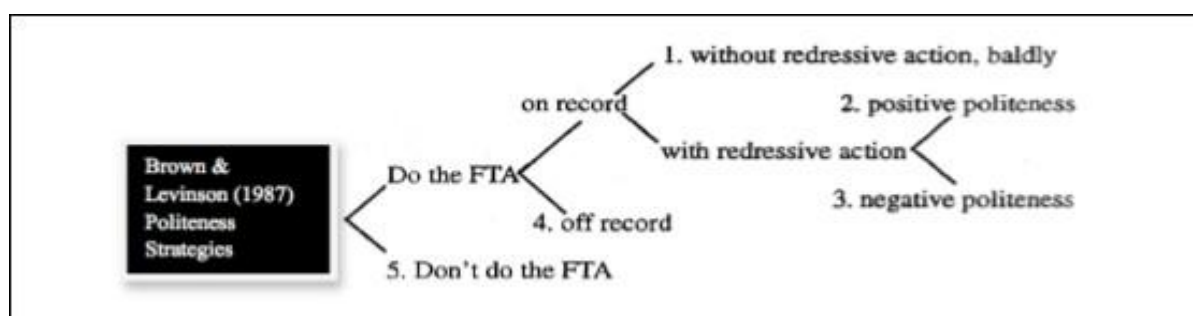 1. without redressive action, baldly
on record
2. positive politeness
Brown &
Levinson (1987)
Politeness
Strategies
Do the FTA
with redressive action
3. negative politeness
4. off record
5. Don't do the FTA